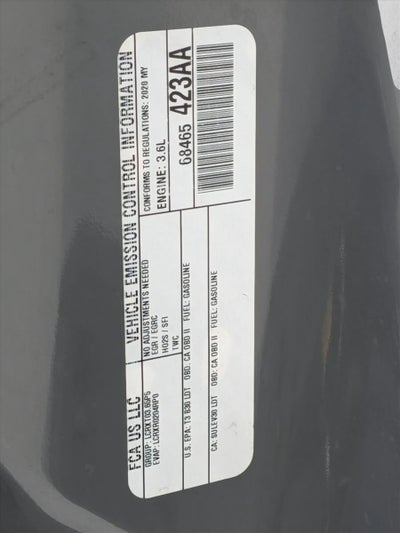 FCA US LLC VEHICLE EMISSION CONTROL INFORMATION
GROUP: LCRXT03.65P5 NO ADJUSTMENTS NEEDED CONFORMS TO REGULATIONS: 2020 MY
EVAP: LCRXR0204RP0 EGR / EGRC ENGINE: 3.6L
HO2S / SFI
TWC 68465 423AA
U.S. EPA: T3 B30 LDT OBD: CA OBD II FUEL: GASOLINE
CA: SULEV30 LDT OBD: CA OBD II FUEL: GASOLINE